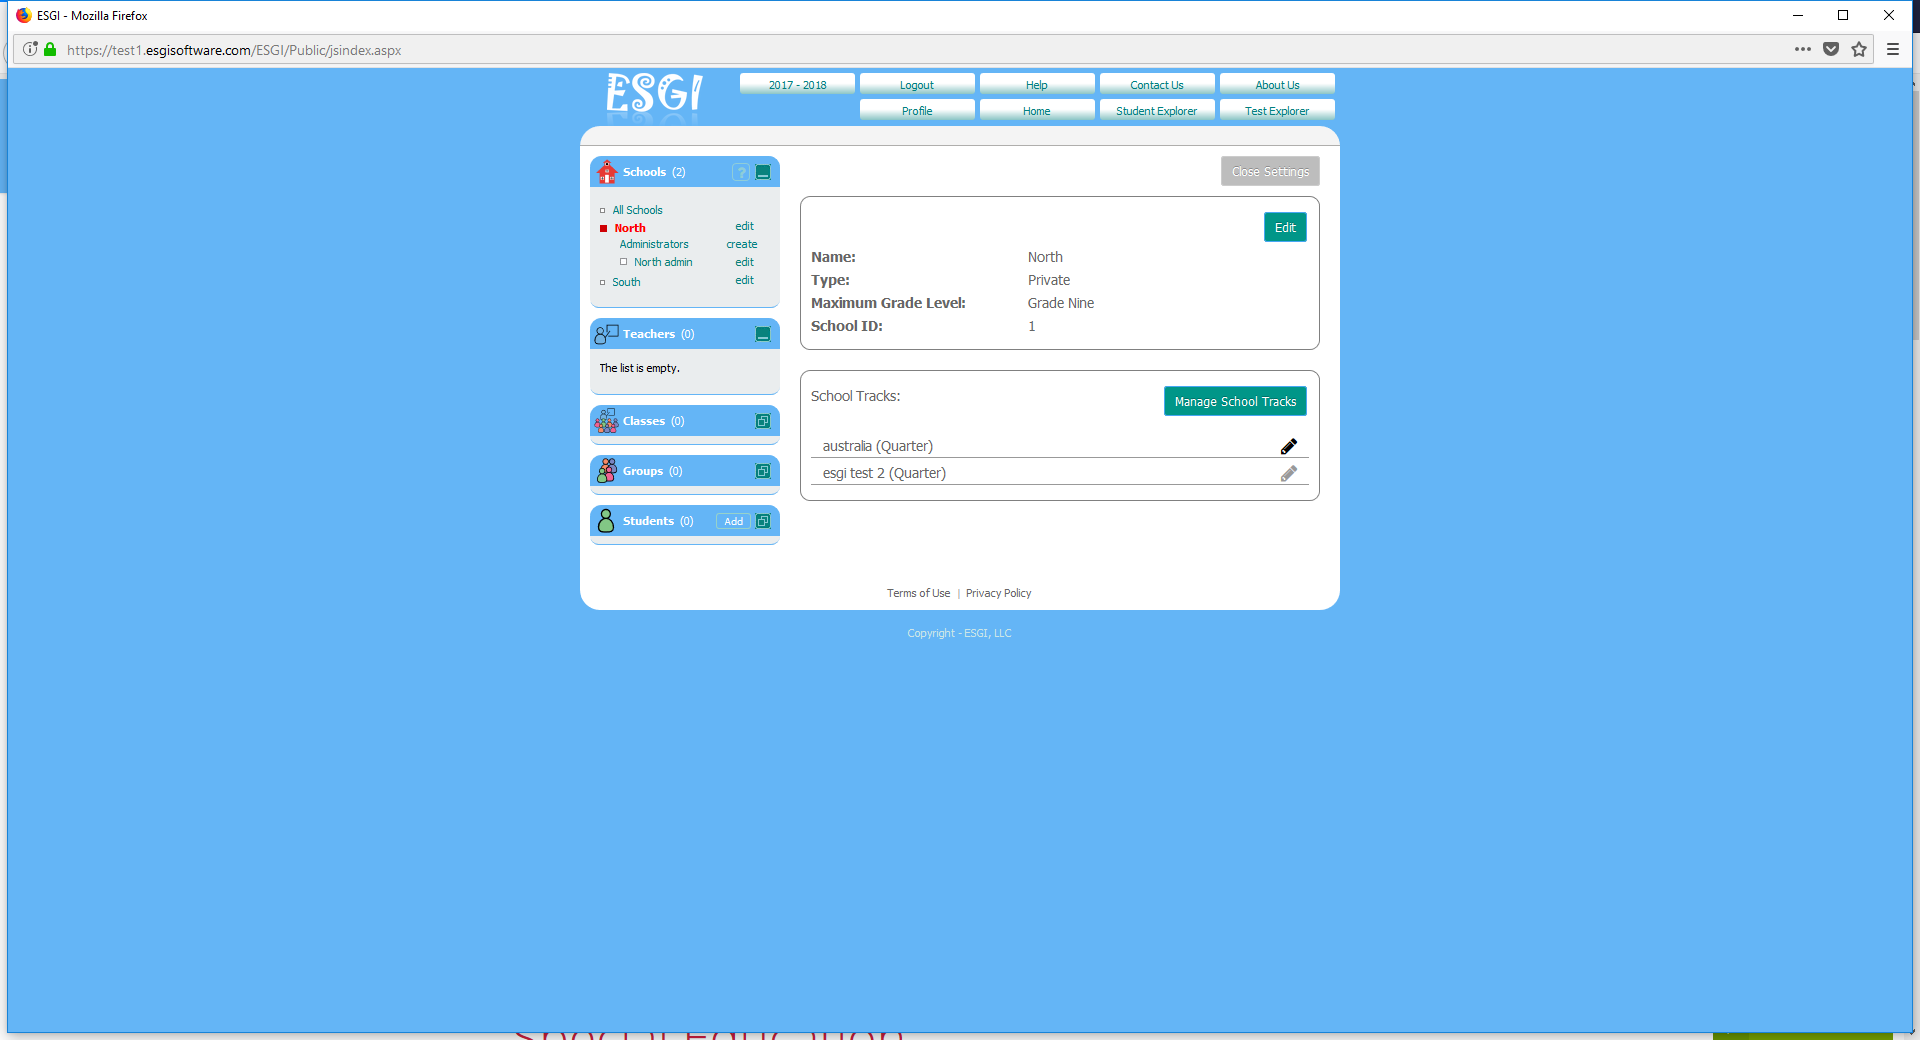 ESGI - Mozilla Firefox
https://test1.esgisoftware.com/ESGI/Public/jsindex.aspx
ESGI
2017 - 2018
Logout
Help
Contact Us
About Us
Profile
Home
Student Explorer
Test Explorer
Schools (2)
?
All Schools
North edit
Administrators create
North admin edit
South edit
Teachers (0)
The list is empty.
Classes (0)
Groups (0)
Students (0) Add
Close Settings
Edit
Name: North
Type: Private
Maximum Grade Level: Grade Nine
School ID: 1
School Tracks:
Manage School Tracks
australia (Quarter)
esgi test 2 (Quarter)
Terms of Use | Privacy Policy
Copyright - ESGI, LLC
Special Education